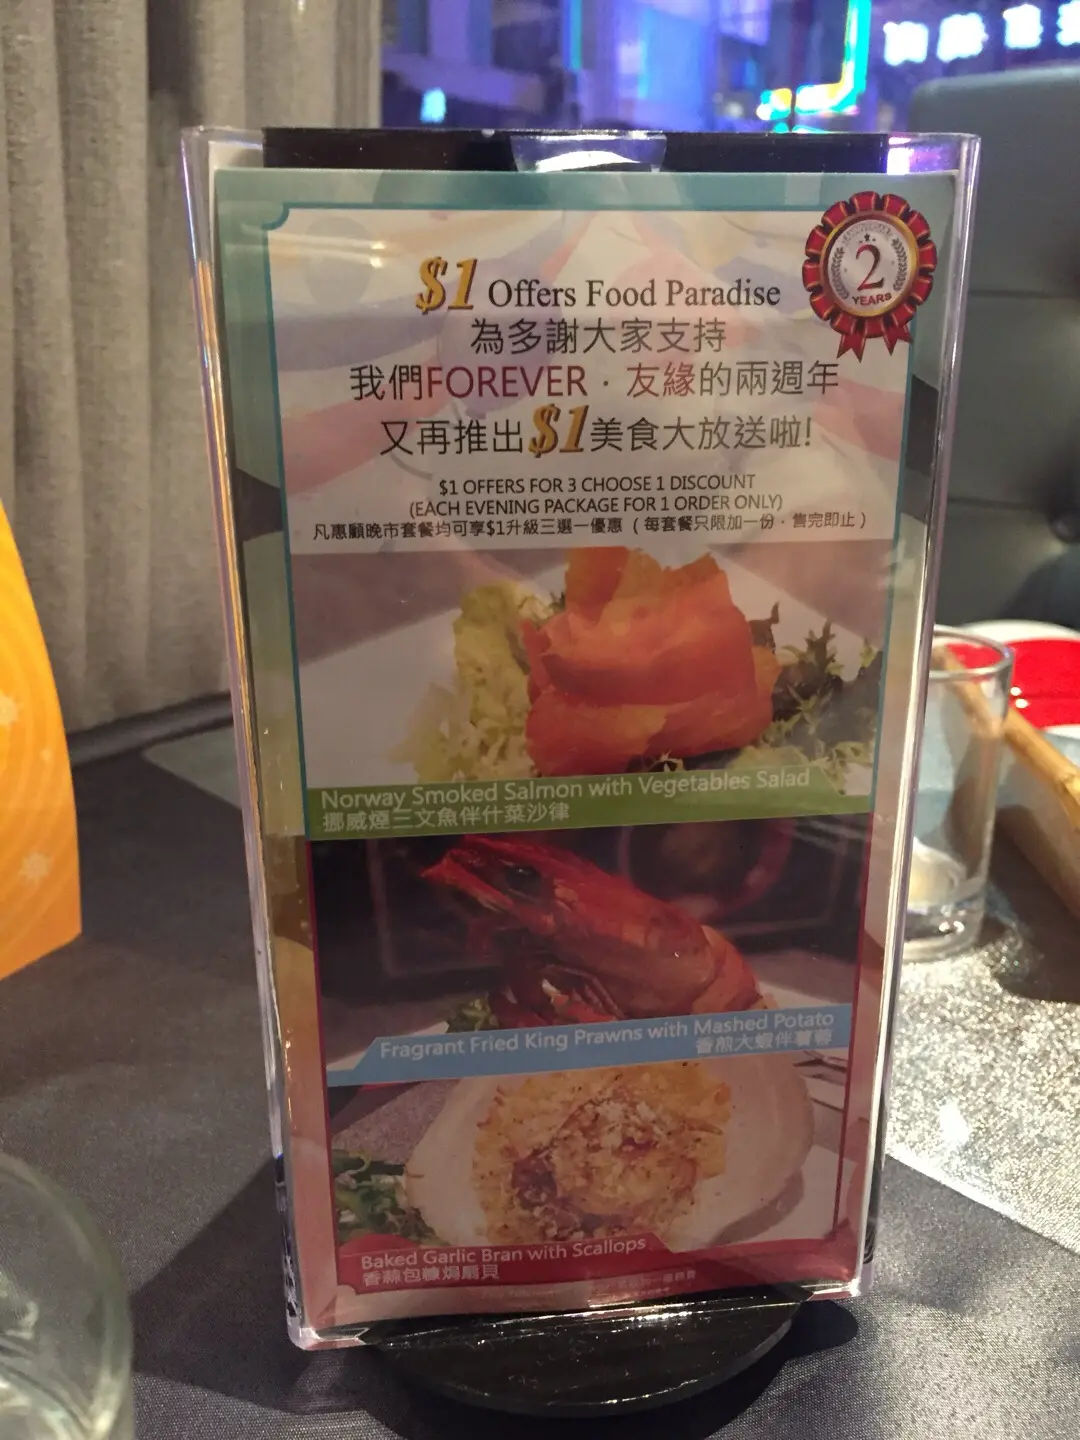 $1 Offers Food Paradise
為多謝大家支持
我們FOREVER．友緣的兩週年
又再推出$1美食大放送啦!
2
YEARS
$1 OFFERS FOR 3 CHOOSE 1 DISCOUNT
(EACH EVENING PACKAGE FOR 1 ORDER ONLY)
凡惠顧晚市套餐均可享$1升級三選一優惠（每套餐只限加一份．售完即止）
Norway Smoked Salmon with Vegetables Salad
挪威煙三文魚伴什菜沙律
Fragrant Fried King Prawns with Mashed Potato
香煎大蝦伴薯蓉
Baked Garlic Bran with Scallops
香蒜包糠焗扇貝